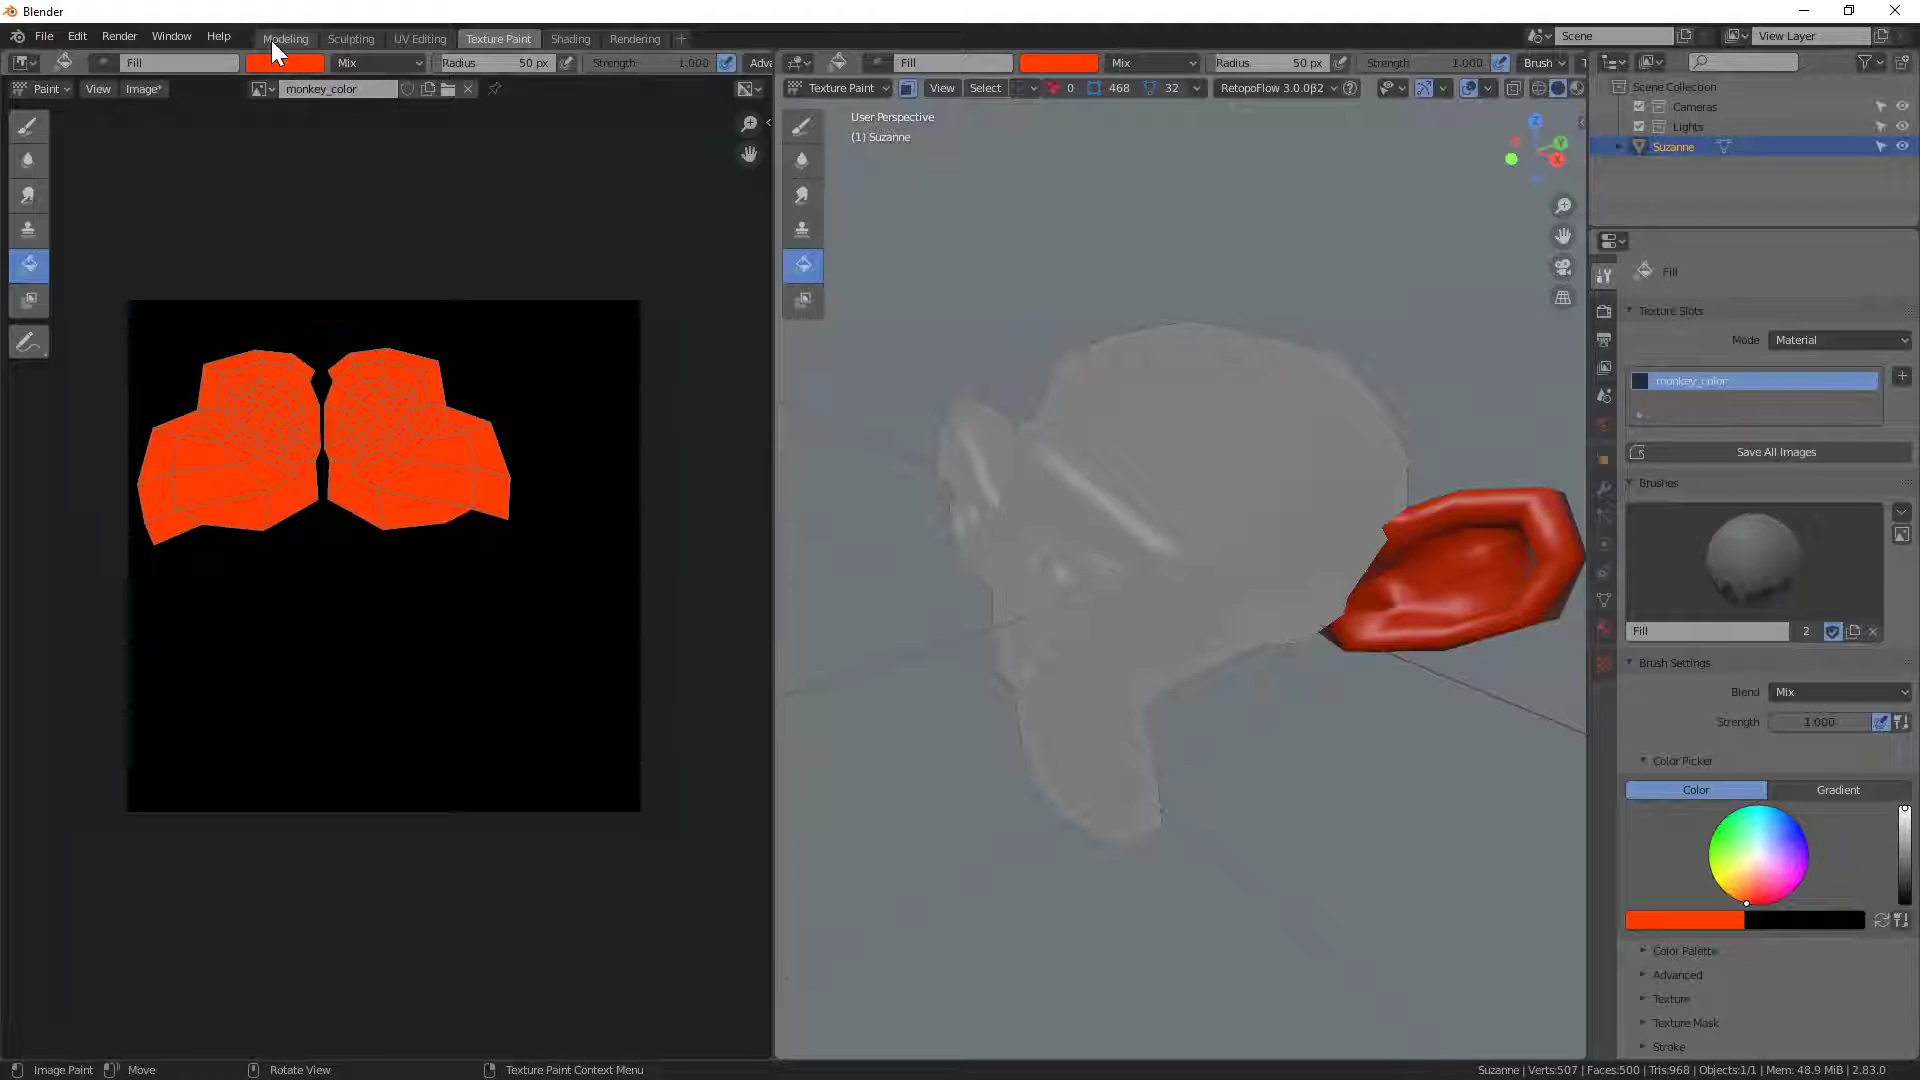 Blender
File Edit Render Window Help Modeling Sculpting UV Editing Texture Paint Shading Rendering + Scene View Layer
Fill Mix Radius 50 px Strength 1.000 Adva Fill Mix Radius 50 px Strength 1.000 Brush
Paint View Image* monkey_color Texture Paint View Select 0 468 32 RetopoFlow 3.0.0β2
Scene Collection
Cameras
Lights
Suzanne
User Perspective
(1) Suzanne
Z
Y
X
Fill
Texture Slots
Mode Material
monkey_color
Save All Images
Brushes
Fill 2
Brush Settings
Blend Mix
Strength 1.000
Color Picker
Color Gradient
Color Palette
Advanced
Texture
Texture Mask
Stroke
Image Paint Move Rotate View Texture Paint Context Menu Suzanne | Verts:507 | Faces:500 | Tris:968 | Objects:1/1 | Mem: 48.9 MiB | 2.83.0